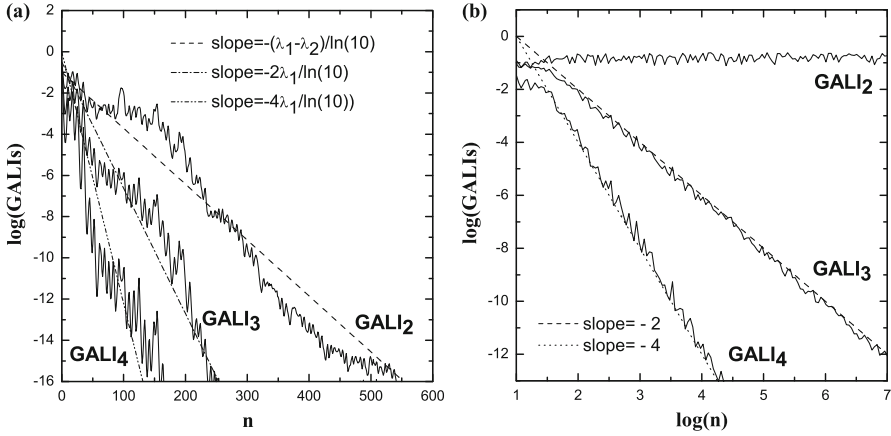 (a)
slope=-(λ1-λ2)/ln(10)
slope=-2λ1/ln(10)
slope=-4λ1/ln(10))
log(GALIs)
0
-2
-4
-6
-8
-10
-12
-14
-16
GALI2
GALI3
GALI4
0 100 200 300 400 500 600
n
(b)
log(GALIs)
0
-2
-4
-6
-8
-10
-12
GALI2
GALI3
GALI4
slope= - 2
slope= - 4
1 2 3 4 5 6 7
log(n)